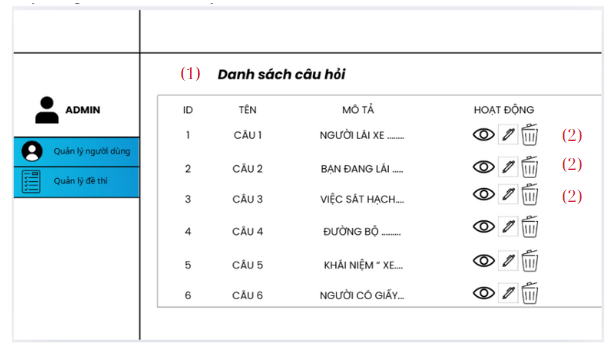 (1) Danh sách câu hỏi
ADMIN
Quản lý người dùng
Quản lý đề thi
ID TÊN MÔ TẢ HOẠT ĐỘNG
1 CÂU 1 NGƯỜI LÁI XE ........ (2)
2 CÂU 2 BẠN ĐANG LÁI ..... (2)
3 CÂU 3 VIỆC SÁT HẠCH.... (2)
4 CÂU 4 ĐƯỜNG BỘ .........
5 CÂU 5 KHÁI NIỆM " XE....
6 CÂU 6 NGƯỜI CÓ GIẤY...